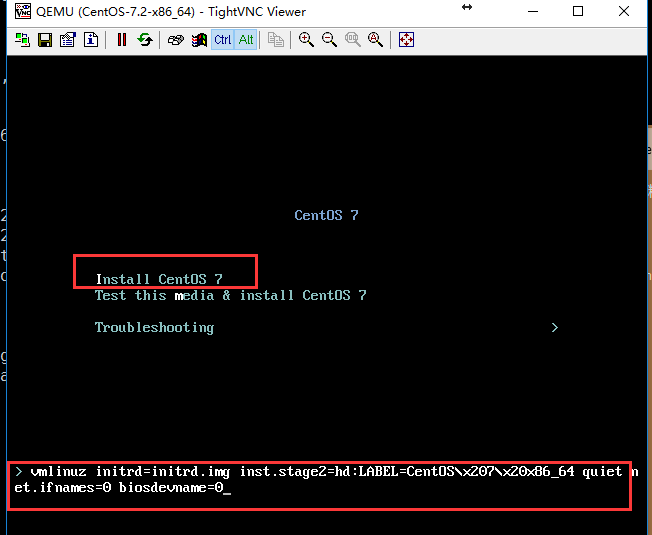 QEMU (CentOS-7.2-x86_64) - TightVNC Viewer
Ctrl Alt
CentOS 7
Install CentOS 7
Test this media & install CentOS 7
Troubleshooting >
> vmlinuz initrd=initrd.img inst.stage2=hd:LABEL=CentOS\x207\x20x86_64 quiet n
et.ifnames=0 biosdevname=0_